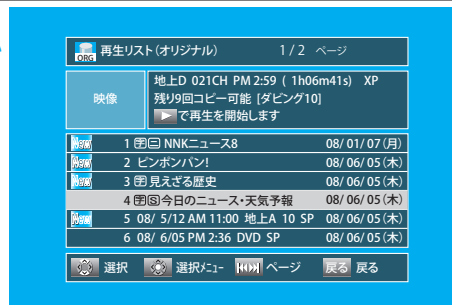 ORG 再生リスト(オリジナル) 1/2 ページ
映像
地上D 021CH PM 2:59 ( 1h06m41s) XP
残り9回コピー可能 [ダビング10]
▶で再生を開始します
New 1 字二 NNKニュース8 08/01/07(月)
New 2 ピンポンパン! 08/06/05(木)
New 3 字見えざる歴史 08/06/05(木)
4 字S今日のニュース・天気予報 08/06/05(木)
New 5 08/ 5/12 AM 11:00 地上A 10 SP 08/06/05(木)
6 08/ 6/05 PM 2:36 DVD SP 08/06/05(木)
選択 選択メニュー ページ 戻る 戻る